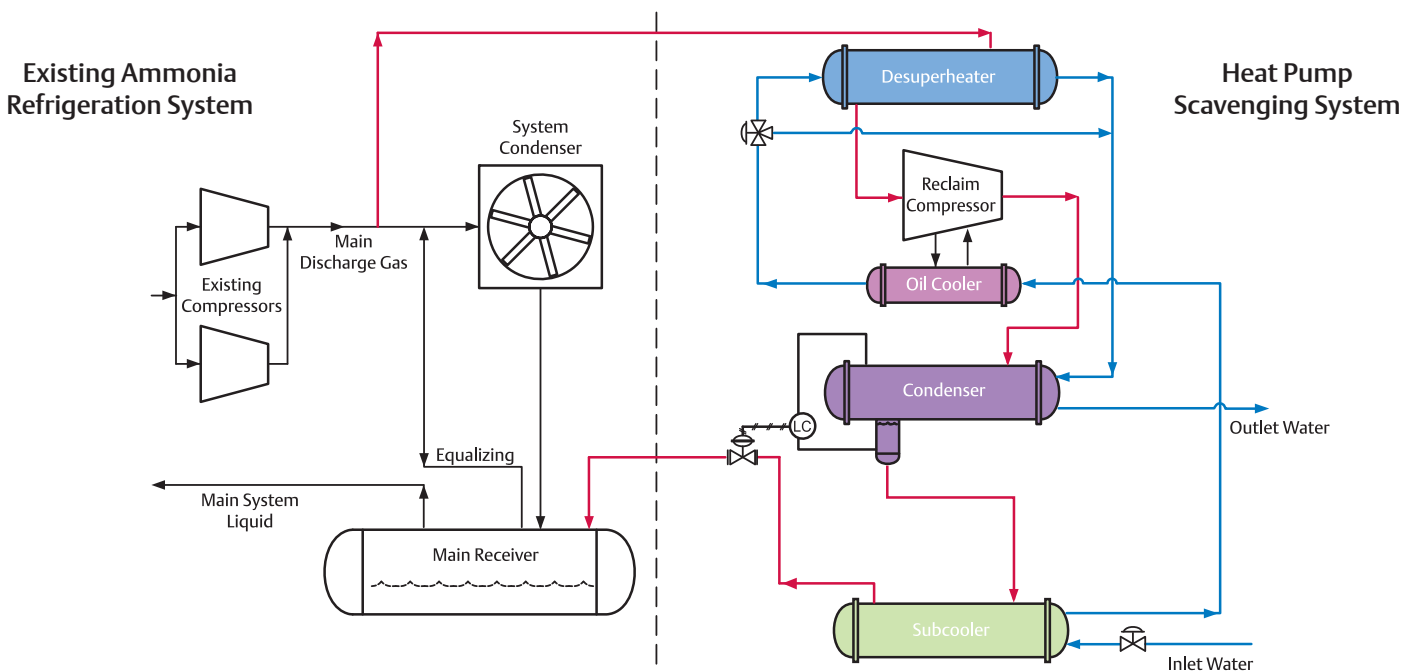 Existing Ammonia
Refrigeration System
Heat Pump
Scavenging System
Desuperheater
System
Condenser
Reclaim
Compressor
Main
Discharge Gas
Existing
Compressors
Oil Cooler
Condenser
LC
Outlet Water
Equalizing
Main System
Liquid
Main Receiver
Subcooler
Inlet Water